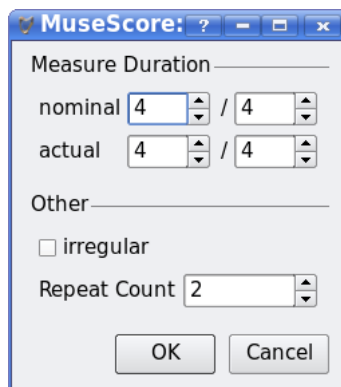 MuseScore: ?
Measure Duration
nominal 4 / 4
actual 4 / 4
Other
irregular
Repeat Count 2
OK Cancel